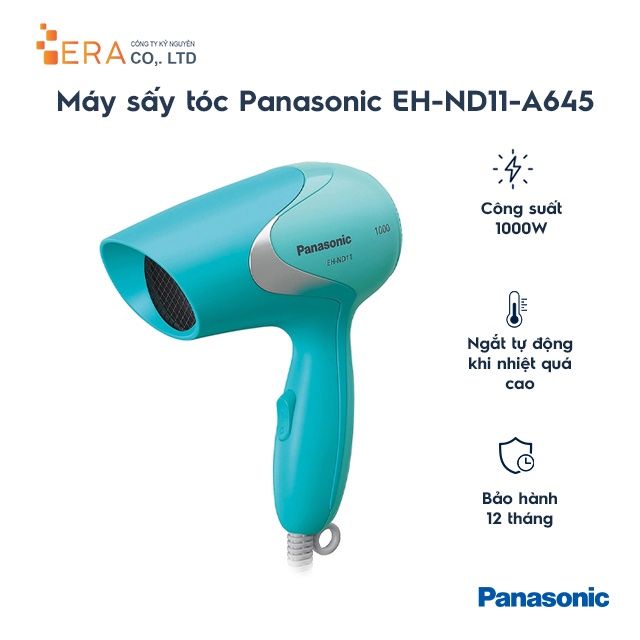 ERA
CÔNG TY KỶ NGUYÊN
CO,. LTD
Máy sấy tóc Panasonic EH-ND11-A645
Công suất
1000W
1000
Panasonic
EH-ND11
Ngắt tự động
khi nhiệt quá
cao
Bảo hành
12 tháng
Panasonic